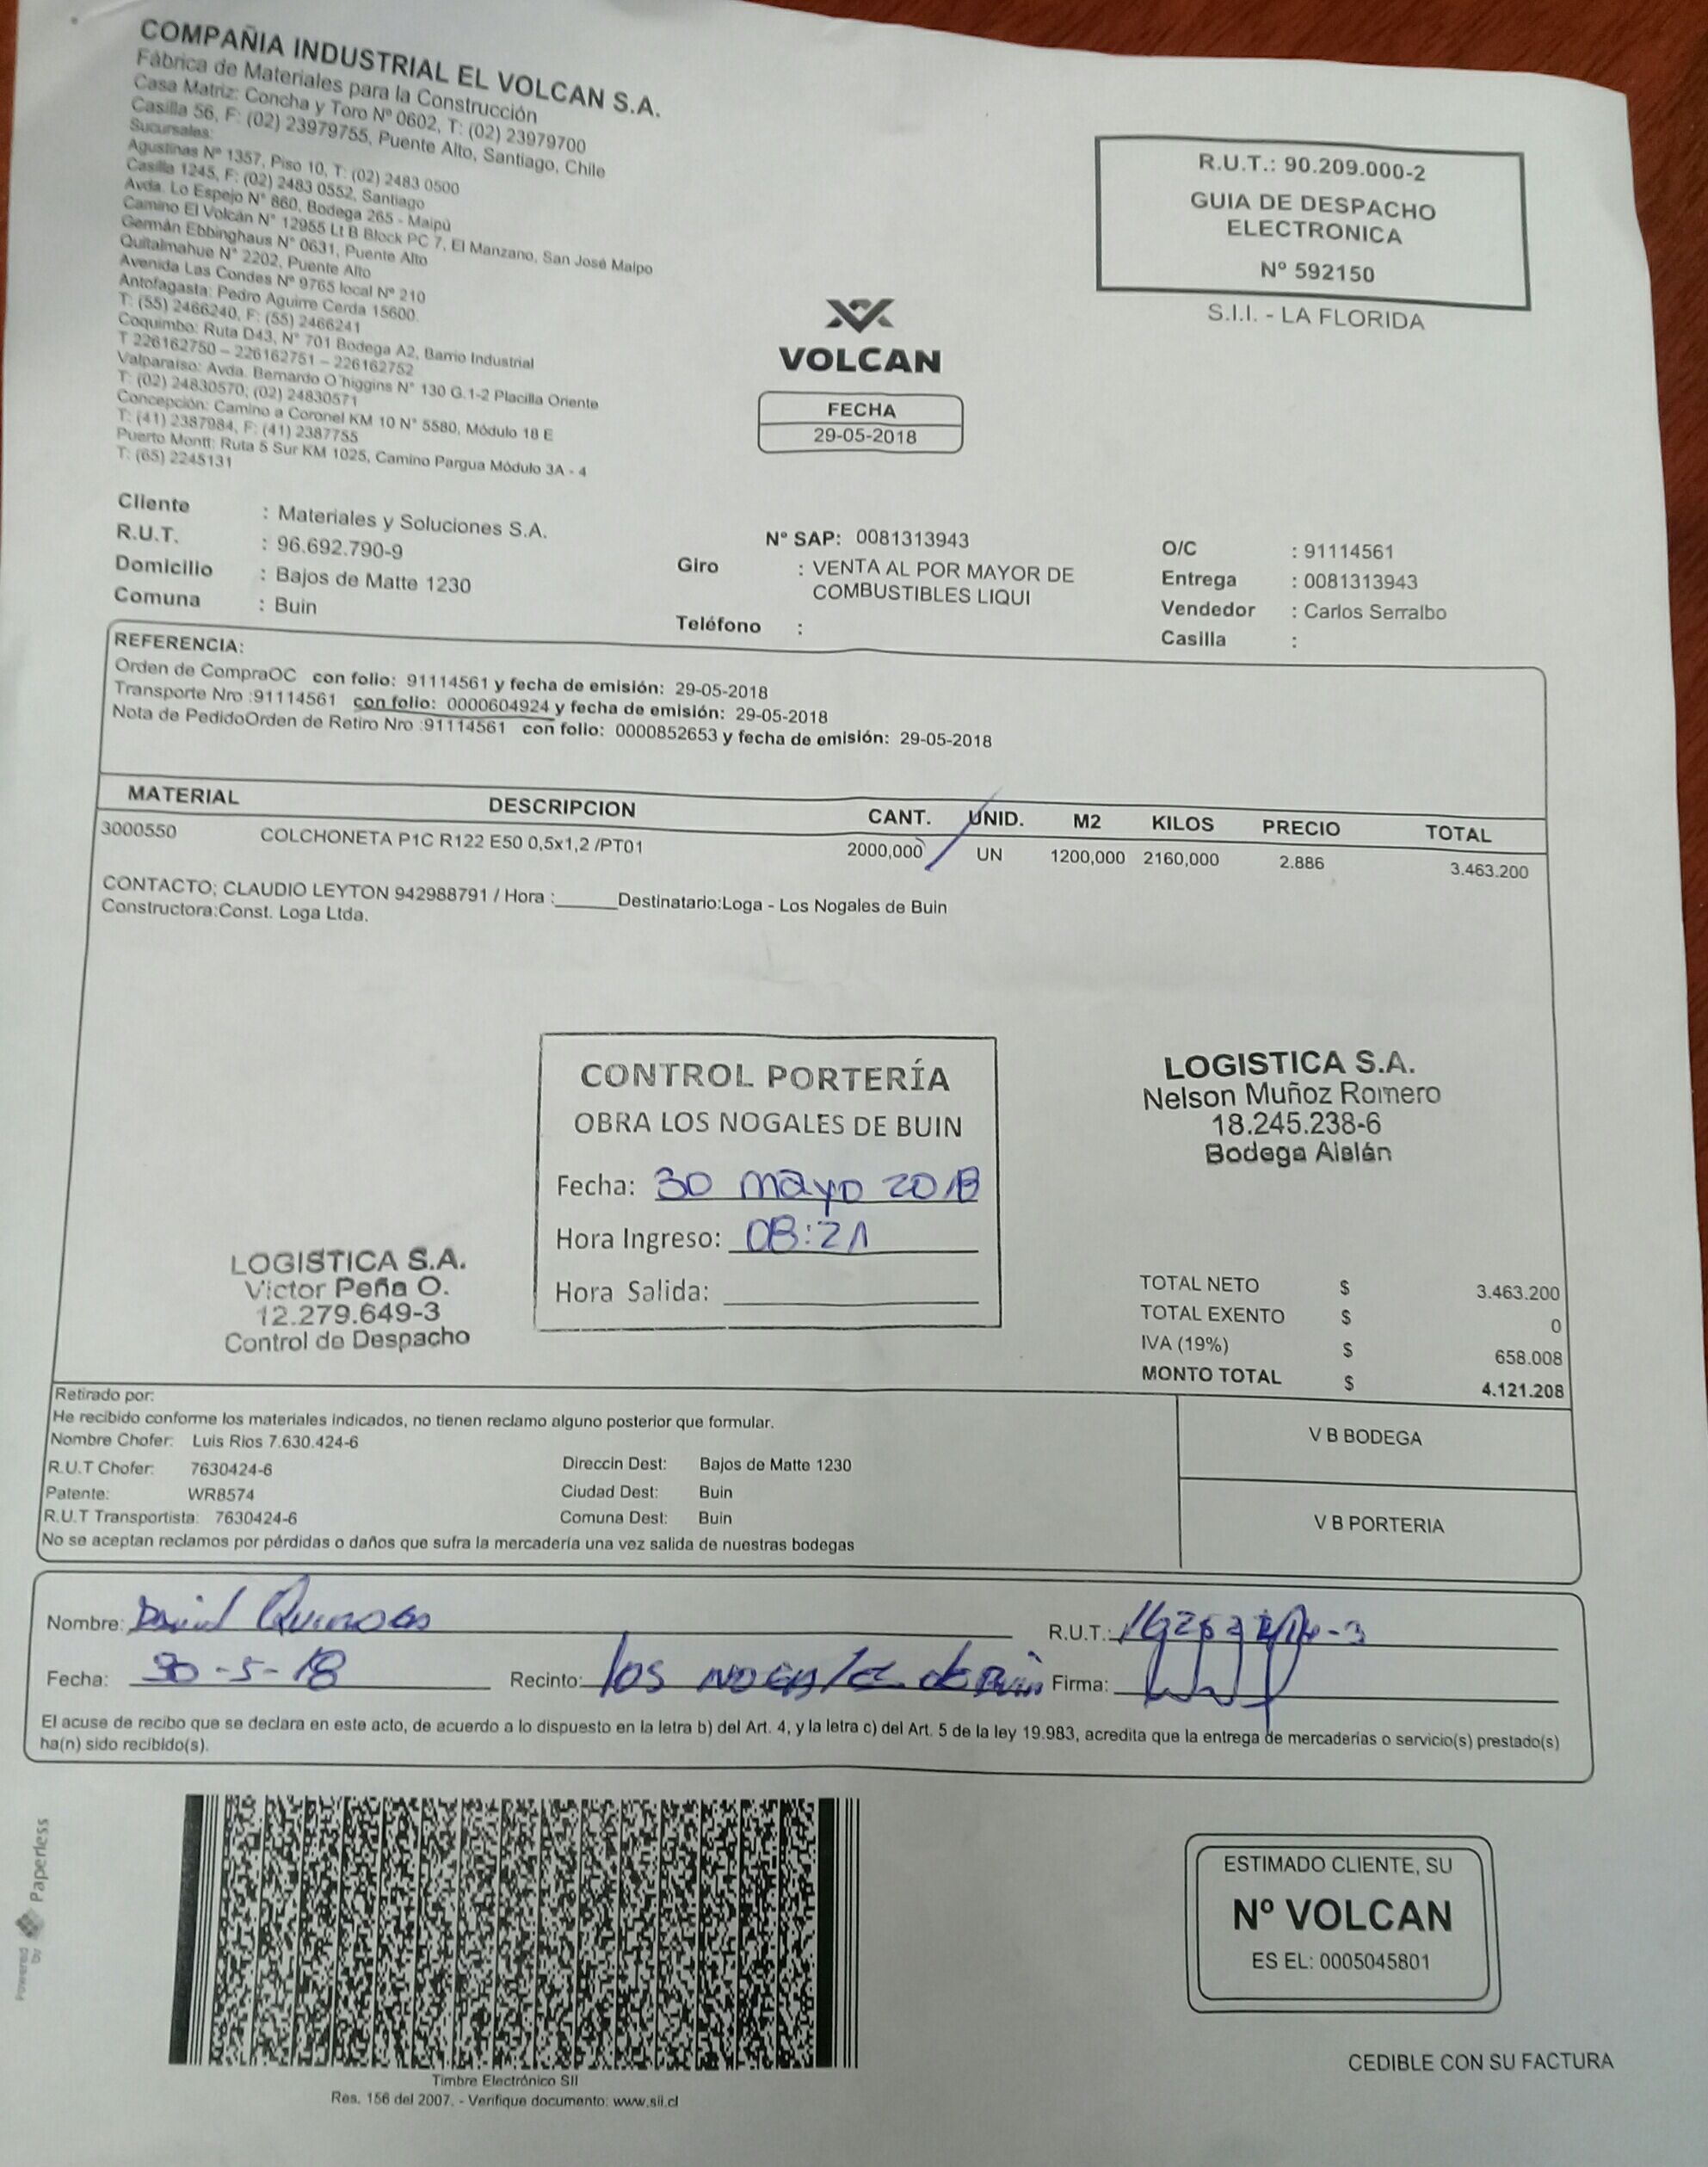 COMPAÑIA INDUSTRIAL EL VOLCAN S.A.
Fábrica de Materiales para la Construcción
Casa Matriz: Concha y Toro Nº 0602, T: (02) 23979700
Casilla 56, F: (02) 23979755, Puente Alto, Santiago, Chile
Sucursales:
Agustinas Nº 1357, Piso 10, T: (02) 2483 0500
Casilla 1245, F: (02) 2483 0552, Santiago
Avda. Lo Espejo N° 860, Bodega 265 - Maipú
Camino El Volcán N° 12955 Lt B Block PC 7, El Manzano, San José Maipo
Germán Ebbinghaus N° 0631, Puente Alto
Quitalmahue N° 2202, Puente Alto
Avenida Las Condes Nº 9765 local Nº 210
Antofagasta: Pedro Aguirre Cerda 15600.
T: (55) 2466240, F: (55) 2466241
Coquimbo: Ruta D43, N° 701 Bodega A2, Barrio Industrial
T 226162750 – 226162751 – 226162752
Valparaíso: Avda. Bernardo O´higgins N° 130 G.1-2 Placilla Oriente
T: (02) 24830570; (02) 24830571
Concepción: Camino a Coronel KM 10 N° 5580, Módulo 18 E
T: (41) 2387984, F: (41) 2387755
Puerto Montt: Ruta 5 Sur KM 1025, Camino Pargua Módulo 3A - 4
T: (65) 2245131
R.U.T.: 90.209.000-2
GUIA DE DESPACHO
ELECTRONICA
Nº 592150
S.I.I. - LA FLORIDA
VOLCAN
FECHA
29-05-2018
Cliente : Materiales y Soluciones S.A.
R.U.T. : 96.692.790-9
Domicilio : Bajos de Matte 1230
Comuna : Buin
Nº SAP: 0081313943
Giro : VENTA AL POR MAYOR DE
COMBUSTIBLES LIQUI
Teléfono :
O/C : 91114561
Entrega : 0081313943
Vendedor : Carlos Serralbo
Casilla :
REFERENCIA:
Orden de CompraOC con folio: 91114561 y fecha de emisión: 29-05-2018
Transporte Nro :91114561 con folio: 0000604924 y fecha de emisión: 29-05-2018
Nota de PedidoOrden de Retiro Nro :91114561 con folio: 0000852653 y fecha de emisión: 29-05-2018
MATERIAL DESCRIPCION CANT. UNID. M2 KILOS PRECIO TOTAL
3000550 COLCHONETA P1C R122 E50 0,5x1,2 /PT01 2000,000 UN 1200,000 2160,000 2.886 3.463.200
CONTACTO; CLAUDIO LEYTON 942988791 / Hora :______Destinatario:Loga - Los Nogales de Buin
Constructora:Const. Loga Ltda.
CONTROL PORTERÍA
OBRA LOS NOGALES DE BUIN
Fecha: 30 mayo 2018
Hora Ingreso: 08:21
Hora Salida:
LOGISTICA S.A.
Nelson Muñoz Romero
18.245.238-6
Bodega Aislán
LOGISTICA S.A.
Victor Peña O.
12.279.649-3
Control de Despacho
TOTAL NETO $ 3.463.200
TOTAL EXENTO $ 0
IVA (19%) $ 658.008
MONTO TOTAL $ 4.121.208
Retirado por:
He recibido conforme los materiales indicados, no tienen reclamo alguno posterior que formular.
Nombre Chofer: Luis Rios 7.630.424-6
R.U.T Chofer: 7630424-6 Direccin Dest: Bajos de Matte 1230
Patente: WR8574 Ciudad Dest: Buin
R.U.T Transportista: 7630424-6 Comuna Dest: Buin
No se aceptan reclamos por pérdidas o daños que sufra la mercadería una vez salida de nuestras bodegas
V B BODEGA
V B PORTERIA
Nombre: David R.U.T.:
Fecha: 30-5-18 Recinto: los de Buin Firma:
El acuse de recibo que se declara en este acto, de acuerdo a lo dispuesto en la letra b) del Art. 4, y la letra c) del Art. 5 de la ley 19.983, acredita que la entrega de mercaderías o servicio(s) prestado(s)
ha(n) sido recibido(s).
Powered by Paperless
Timbre Electrónico SII
Res. 156 del 2007. - Verifique documento: www.sii.cl
ESTIMADO CLIENTE, SU
Nº VOLCAN
ES EL: 0005045801
CEDIBLE CON SU FACTURA